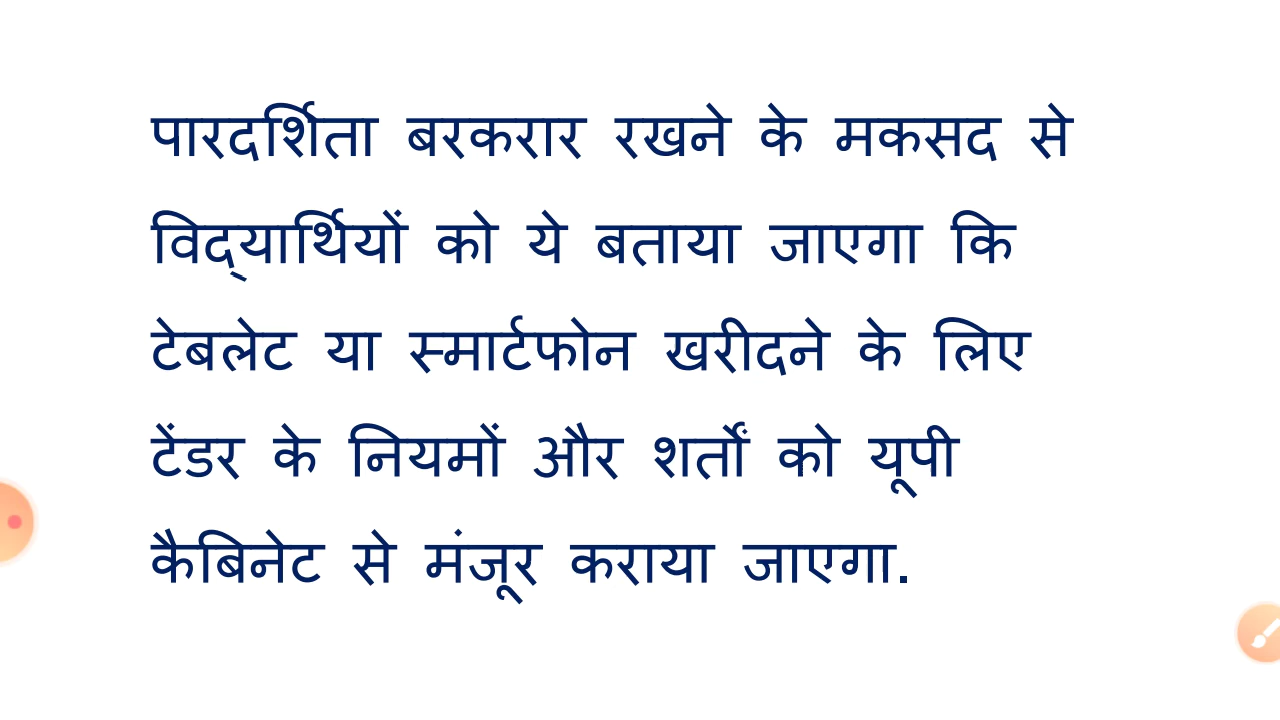 पारदर्शिता बरकरार रखने के मकसद से
विद्‌यार्थियों को ये बताया जाएगा कि
टेबलेट या स्मार्टफोन खरीदने के लिए
टेंडर के नियमों और शर्तों को यूपी
कैबिनेट से मंजूर कराया जाएगा.